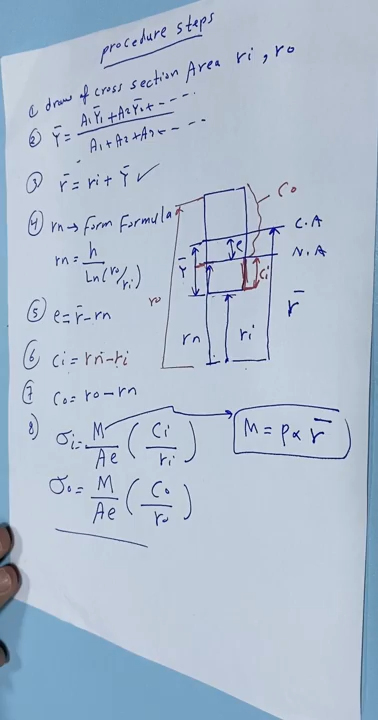 procedure steps
① draw of cross section Area ri , ro
② Ȳ = A₁Ȳ₁ + A₂Ȳ₂ + - - - -
A₁ + A₂ + A₃ + - - - -
③ r̄ = ri + Ȳ ✓
④ rn → form formula
rn = h
Ln(ro/ri)
⑤ e = r̄ - rn
⑥ Ci = rn - ri
⑦ Co = ro - rn
8) σi = M/Ae (Ci/ri)
M = P × r̄
σo = M/Ae (Co/ro)
Co
C.A
N.A
e
Ȳ
Ci
r̄
ro
rn
ri